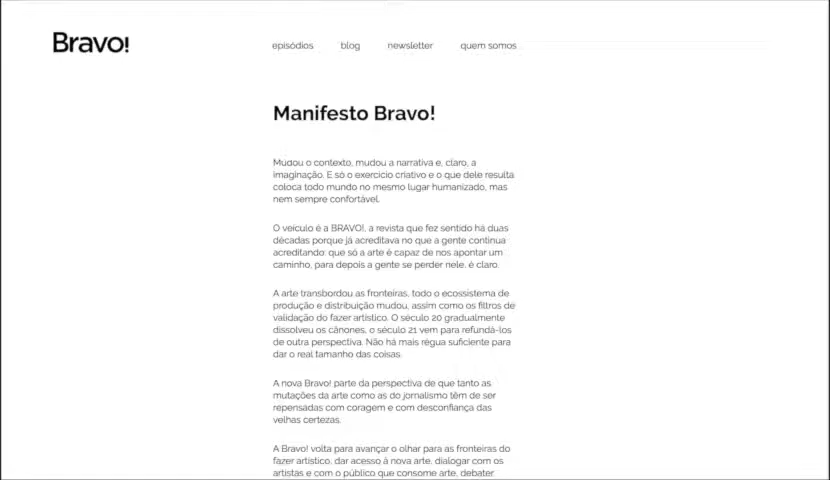 Bravo!
episódios blog newsletter quem somos
Manifesto Bravo!
Mudou o contexto, mudou a narrativa e, claro, a
imaginação. E só o exercício criativo e o que dele resulta
coloca todo mundo no mesmo lugar humanizado, mas
nem sempre confortável.
O veículo é a BRAVO!, a revista que fez sentido há duas
décadas porque já acreditava no que a gente continua
acreditando: que só a arte é capaz de nos apontar um
caminho, para depois a gente se perder nele, é claro.
A arte transbordou as fronteiras, todo o ecossistema de
produção e distribuição mudou, assim como os filtros de
validação do fazer artístico. O século 20 gradualmente
dissolveu os cânones, o século 21 vem para refundá-los
de outra perspectiva. Não há mais régua suficiente para
dar o real tamanho das coisas.
A nova Bravo! parte da perspectiva de que tanto as
mutações da arte como as do jornalismo têm de ser
repensadas com coragem e com desconfiança das
velhas certezas.
A Bravo! volta para avançar o olhar para as fronteiras do
fazer artístico, dar acesso à nova arte, dialogar com os
artistas e com o público que consome arte, debater